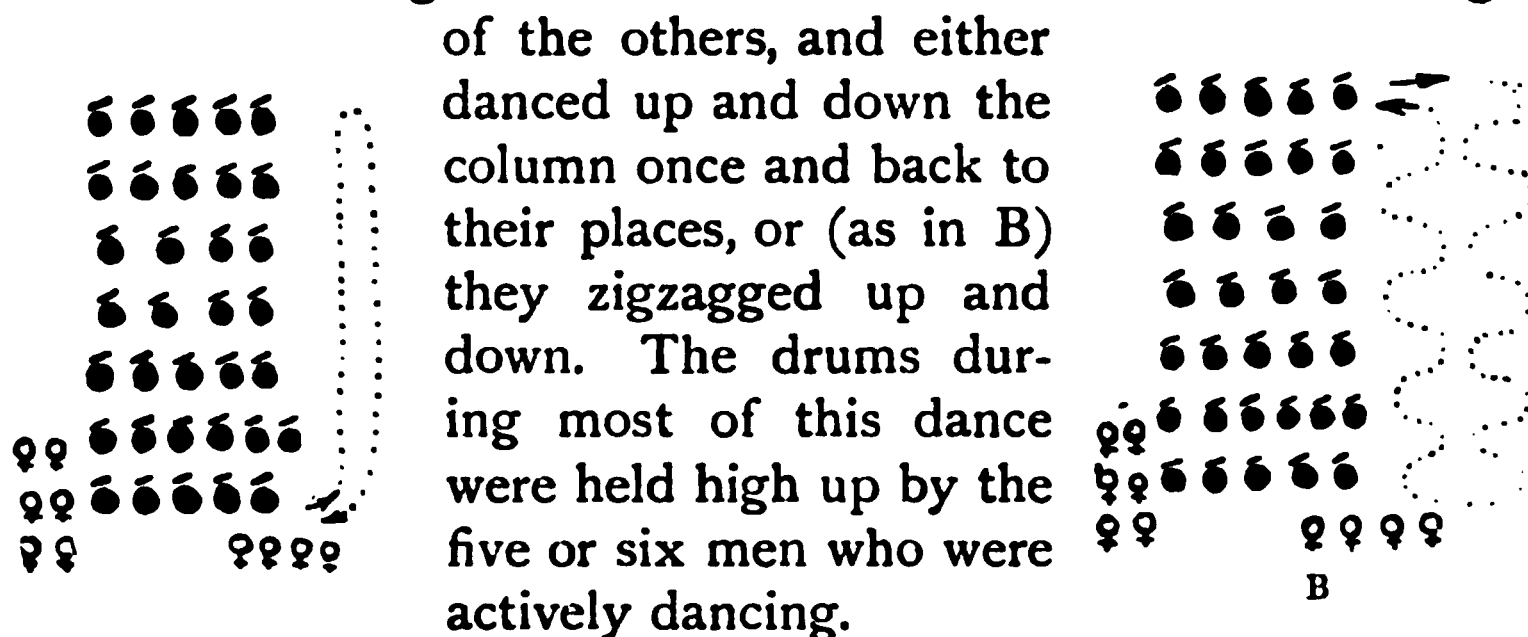 of the others, and either
danced up and down the
column once and back to
their places, or (as in B)
they zigzagged up and
down. The drums dur-
ing most of this dance
were held high up by the
five or six men who were
actively dancing.
B